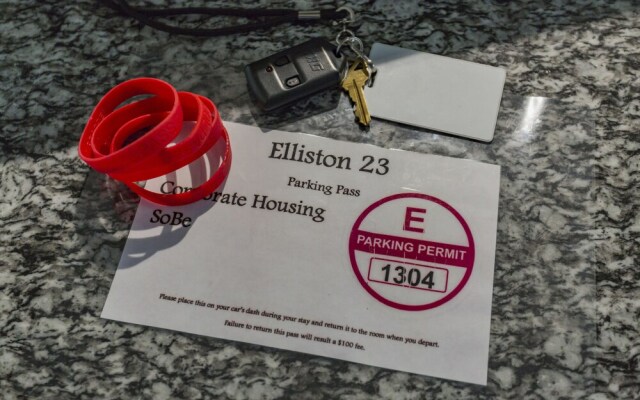 Elliston 23
Parking Pass
Corporate Housing
SoBe
E
PARKING PERMIT
1304
Please place this on your car's dash during your stay and return it to the room when you depart.
Failure to return this pass will result a $100 fee.